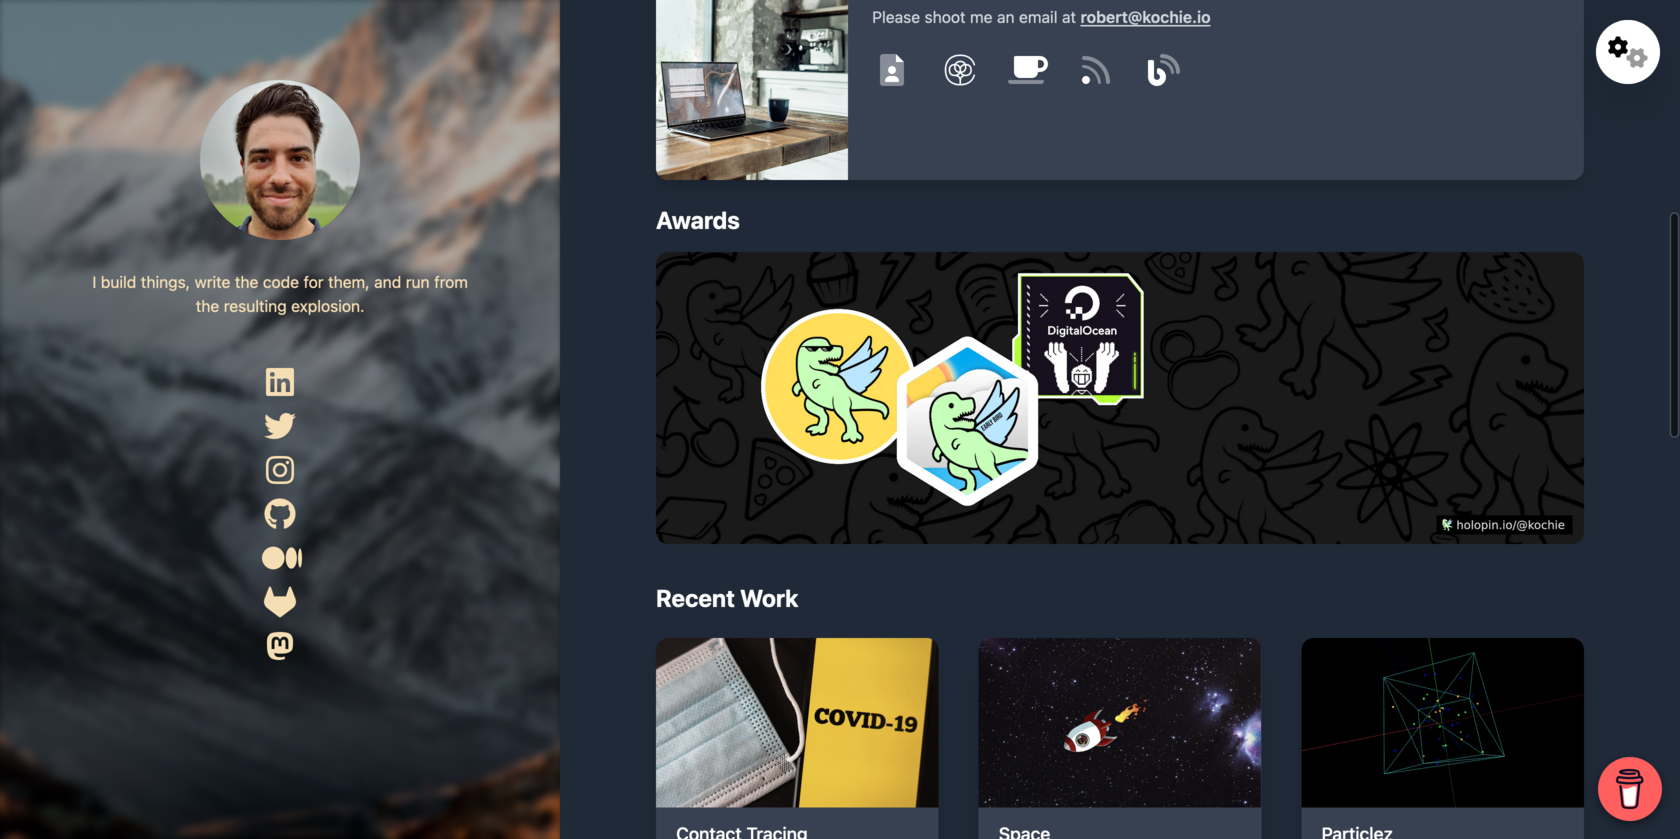 I build things, write the code for them, and run from
the resulting explosion.
in
m
Please shoot me an email at robert@kochie.io
Awards
EARLY BIRD
DigitalOcean
holopin.io/@kochie
Recent Work
COVID-19
Contact Tracing
Space
Particlez